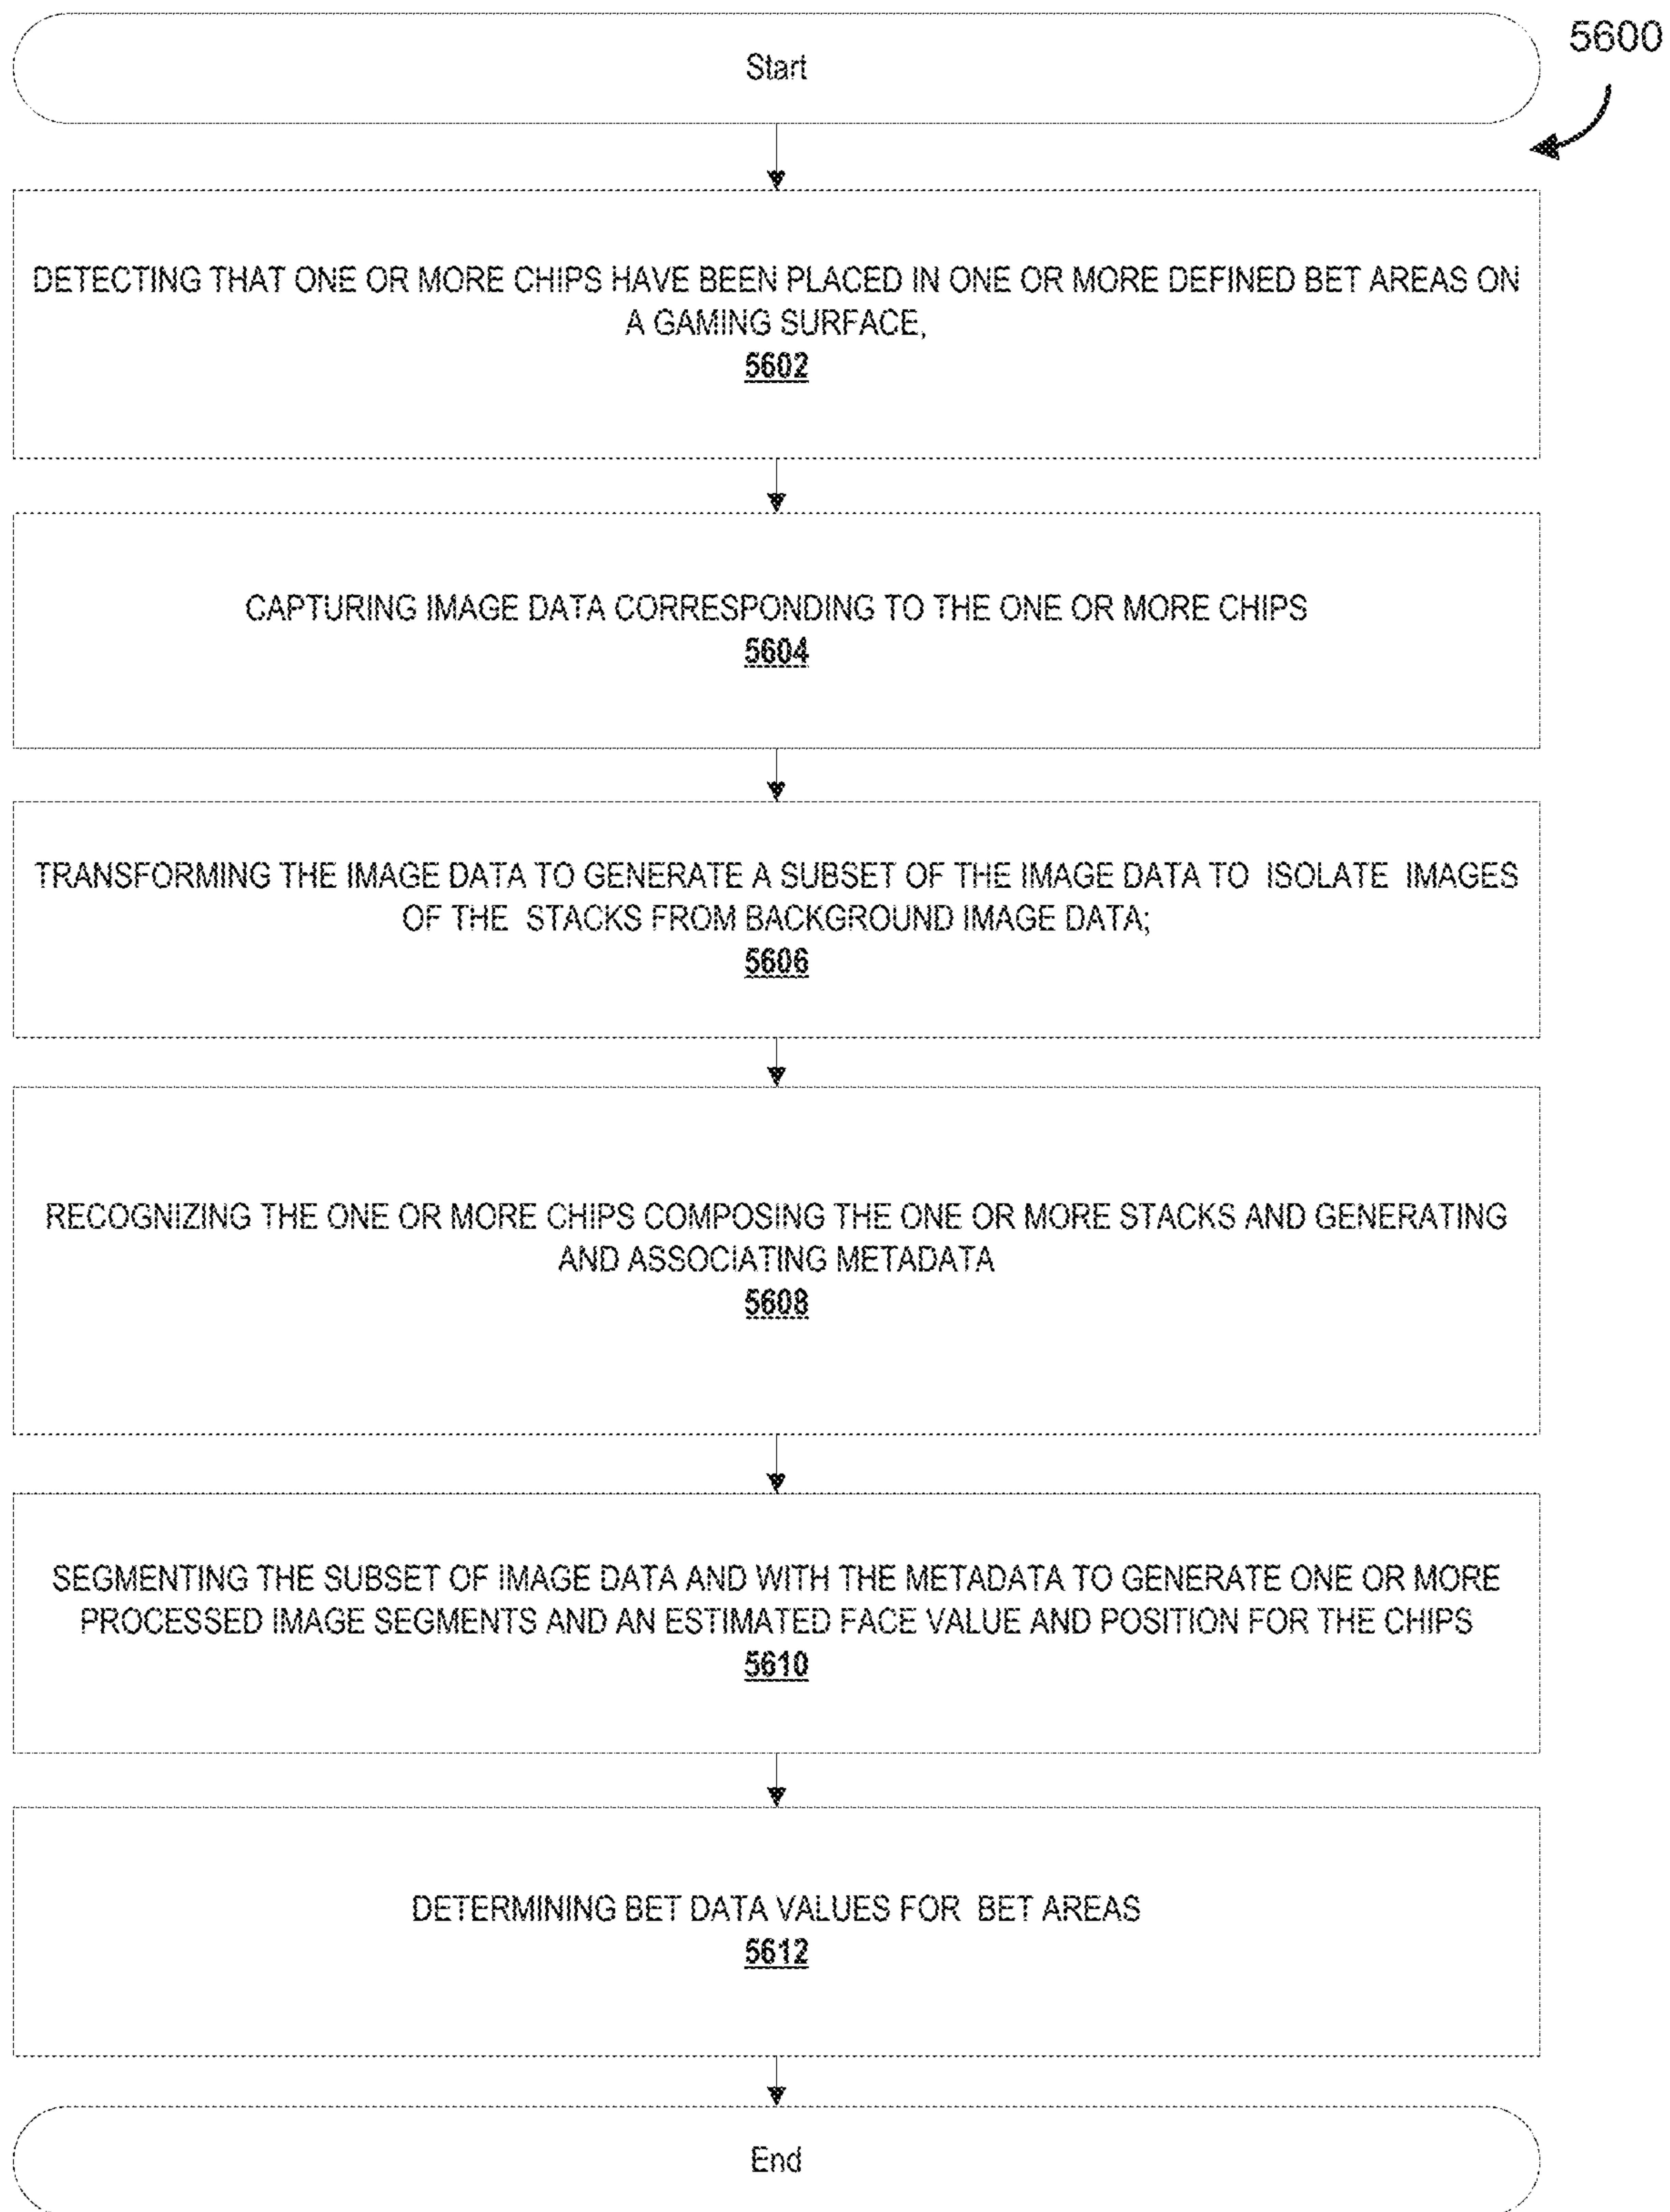 5600
Start
DETECTING THAT ONE OR MORE CHIPS HAVE BEEN PLACED IN ONE OR MORE DEFINED BET AREAS ON
A GAMING SURFACE,
5602
CAPTURING IMAGE DATA CORRESPONDING TO THE ONE OR MORE CHIPS
5604
TRANSFORMING THE IMAGE DATA TO GENERATE A SUBSET OF THE IMAGE DATA TO ISOLATE IMAGES
OF THE STACKS FROM BACKGROUND IMAGE DATA;
5606
RECOGNIZING THE ONE OR MORE CHIPS COMPOSING THE ONE OR MORE STACKS AND GENERATING
AND ASSOCIATING METADATA
5608
SEGMENTING THE SUBSET OF IMAGE DATA AND WITH THE METADATA TO GENERATE ONE OR MORE
PROCESSED IMAGE SEGMENTS AND AN ESTIMATED FACE VALUE AND POSITION FOR THE CHIPS
5610
DETERMINING BET DATA VALUES FOR BET AREAS
5612
End